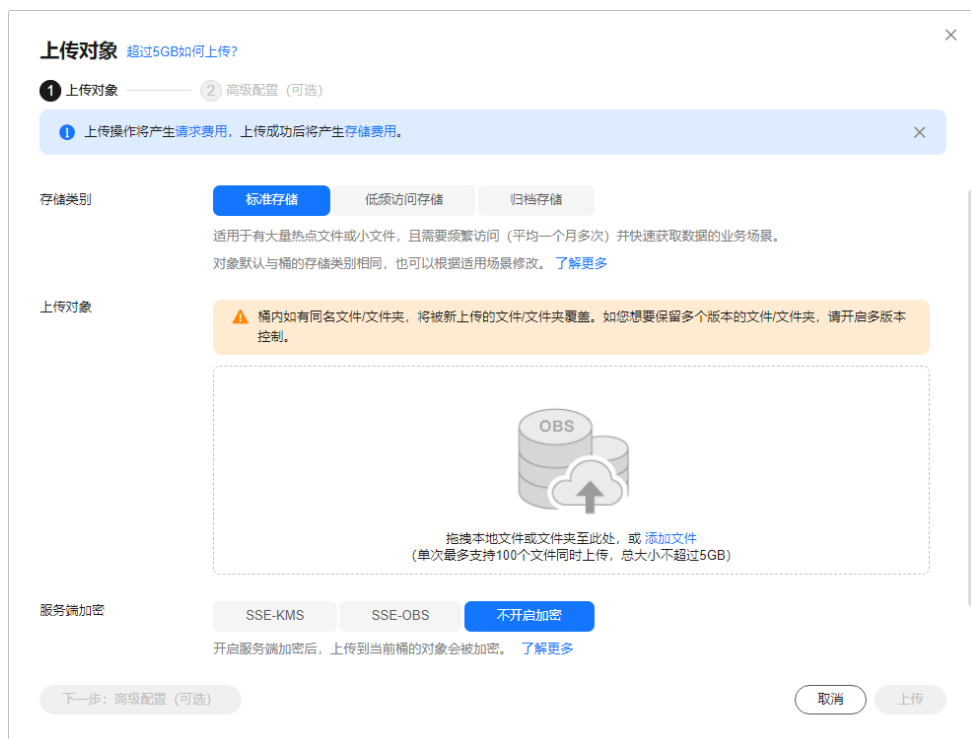 上传对象 超过5GB如何上传?
1 上传对象 2 高级配置（可选）
上传操作将产生请求费用，上传成功后将产生存储费用。
存储类别 标准存储 低频访问存储 归档存储
适用于有大量热点文件或小文件，且需要频繁访问（平均一个月多次）并快速获取数据的业务场景。
对象默认与桶的存储类别相同，也可以根据适用场景修改。 了解更多
上传对象
桶内如有同名文件/文件夹，将被新上传的文件/文件夹覆盖。如您想要保留多个版本的文件/文件夹，请开启多版本
控制。
OBS
拖拽本地文件或文件夹至此处，或 添加文件
（单次最多支持100个文件同时上传，总大小不超过5GB）
服务端加密 SSE-KMS SSE-OBS 不开启加密
开启服务端加密后，上传到当前桶的对象会被加密。 了解更多
下一步：高级配置（可选） 取消 上传